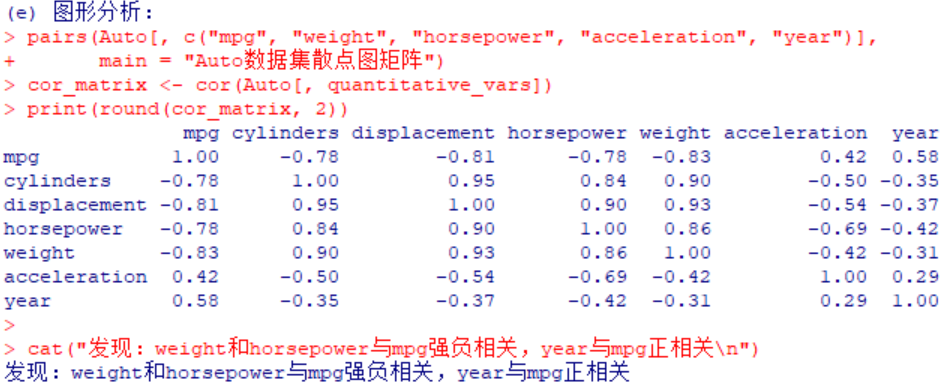 (e) 图形分析：
> pairs(Auto[, c("mpg", "weight", "horsepower", "acceleration", "year")],
+       main = "Auto数据集散点图矩阵")
> cor_matrix <- cor(Auto[, quantitative_vars])
> print(round(cor_matrix, 2))
               mpg cylinders displacement horsepower weight acceleration  year
mpg           1.00     -0.78        -0.81      -0.78  -0.83         0.42  0.58
cylinders    -0.78      1.00         0.95       0.84   0.90        -0.50 -0.35
displacement -0.81      0.95         1.00       0.90   0.93        -0.54 -0.37
horsepower   -0.78      0.84         0.90       1.00   0.86        -0.69 -0.42
weight       -0.83      0.90         0.93       0.86   1.00        -0.42 -0.31
acceleration  0.42     -0.50        -0.54      -0.69  -0.42         1.00  0.29
year          0.58     -0.35        -0.37      -0.42  -0.31         0.29  1.00
>
> cat("发现：weight和horsepower与mpg强负相关，year与mpg正相关\n")
发现：weight和horsepower与mpg强负相关，year与mpg正相关